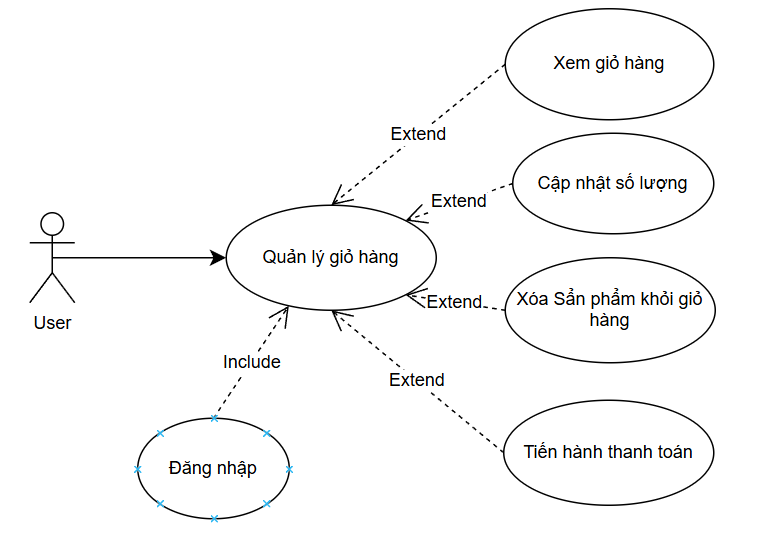 Xem giỏ hàng
Extend
Cập nhật số lượng
Extend
Quản lý giỏ hàng
Xóa Sẩn phẩm khỏi giỏ
hàng
Extend
User
Include
Extend
Đăng nhập
Tiến hành thanh toán